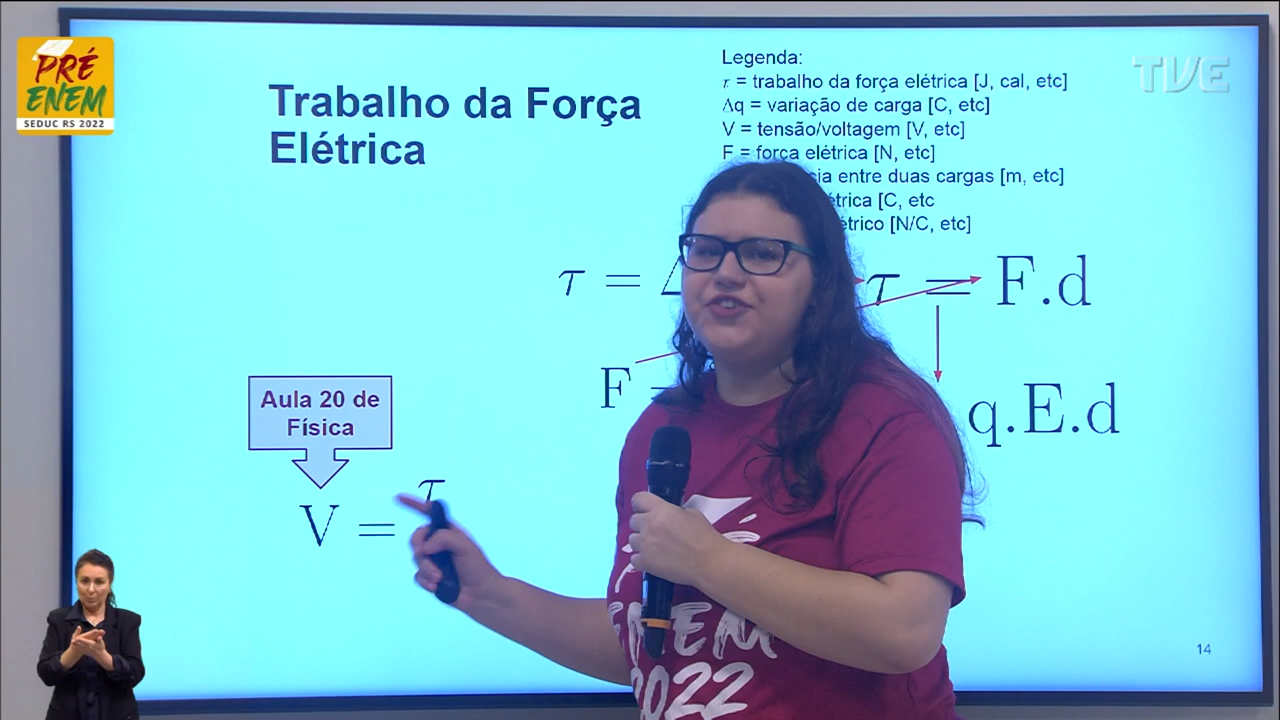 PRÉ
ENEM
SEDUC RS 2022
TVE
Trabalho da Força
Elétrica
Legenda:
τ = trabalho da força elétrica [J, cal, etc]
Δq = variação de carga [C, etc]
V = tensão/voltagem [V, etc]
F = força elétrica [N, etc]
entre duas cargas [m, etc]
[C, etc
[N/C, etc]
τ =
τ = F.d
F =
q.E.d
Aula 20 de
Física
V = τ
ENEM
2022
14